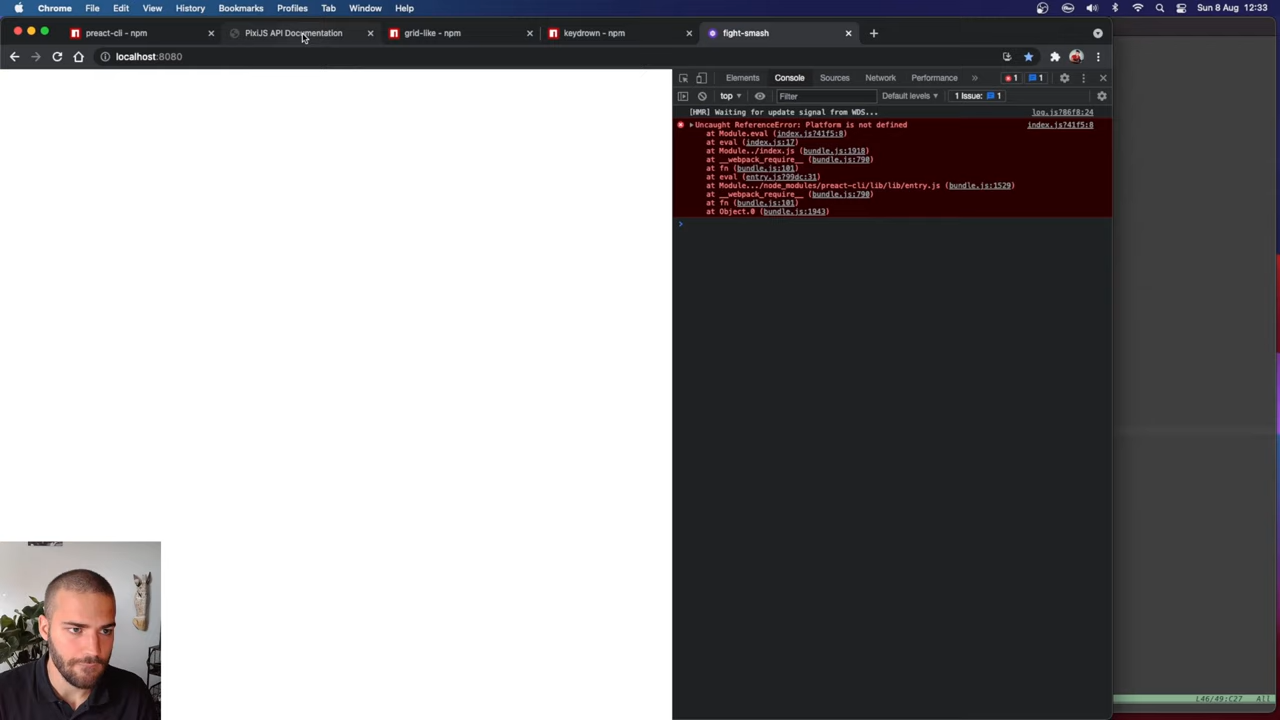 Chrome File Edit View History Bookmarks Profiles Tab Window Help Sun 8 Aug 12:33
preact-cli - npm PixiJS API Documentation grid-like - npm keydrown - npm fight-smash
localhost:8080
Elements Console Sources Network Performance » 1 1
top Filter Default levels 1 Issue: 1
[HMR] Waiting for update signal from WDS... log.js?86f8:24
Uncaught ReferenceError: Platform is not defined index.js?41f5:8
at Module.eval (index.js?41f5:8)
at eval (index.js:17)
at Module../index.js (bundle.js:1918)
at __webpack_require__ (bundle.js:790)
at fn (bundle.js:101)
at eval (entry.js?99dc:31)
at Module.../node_modules/preact-cli/lib/lib/entry.js (bundle.js:1529)
at __webpack_require__ (bundle.js:790)
at fn (bundle.js:101)
at Object.0 (bundle.js:1943)
L46/49:C27 All